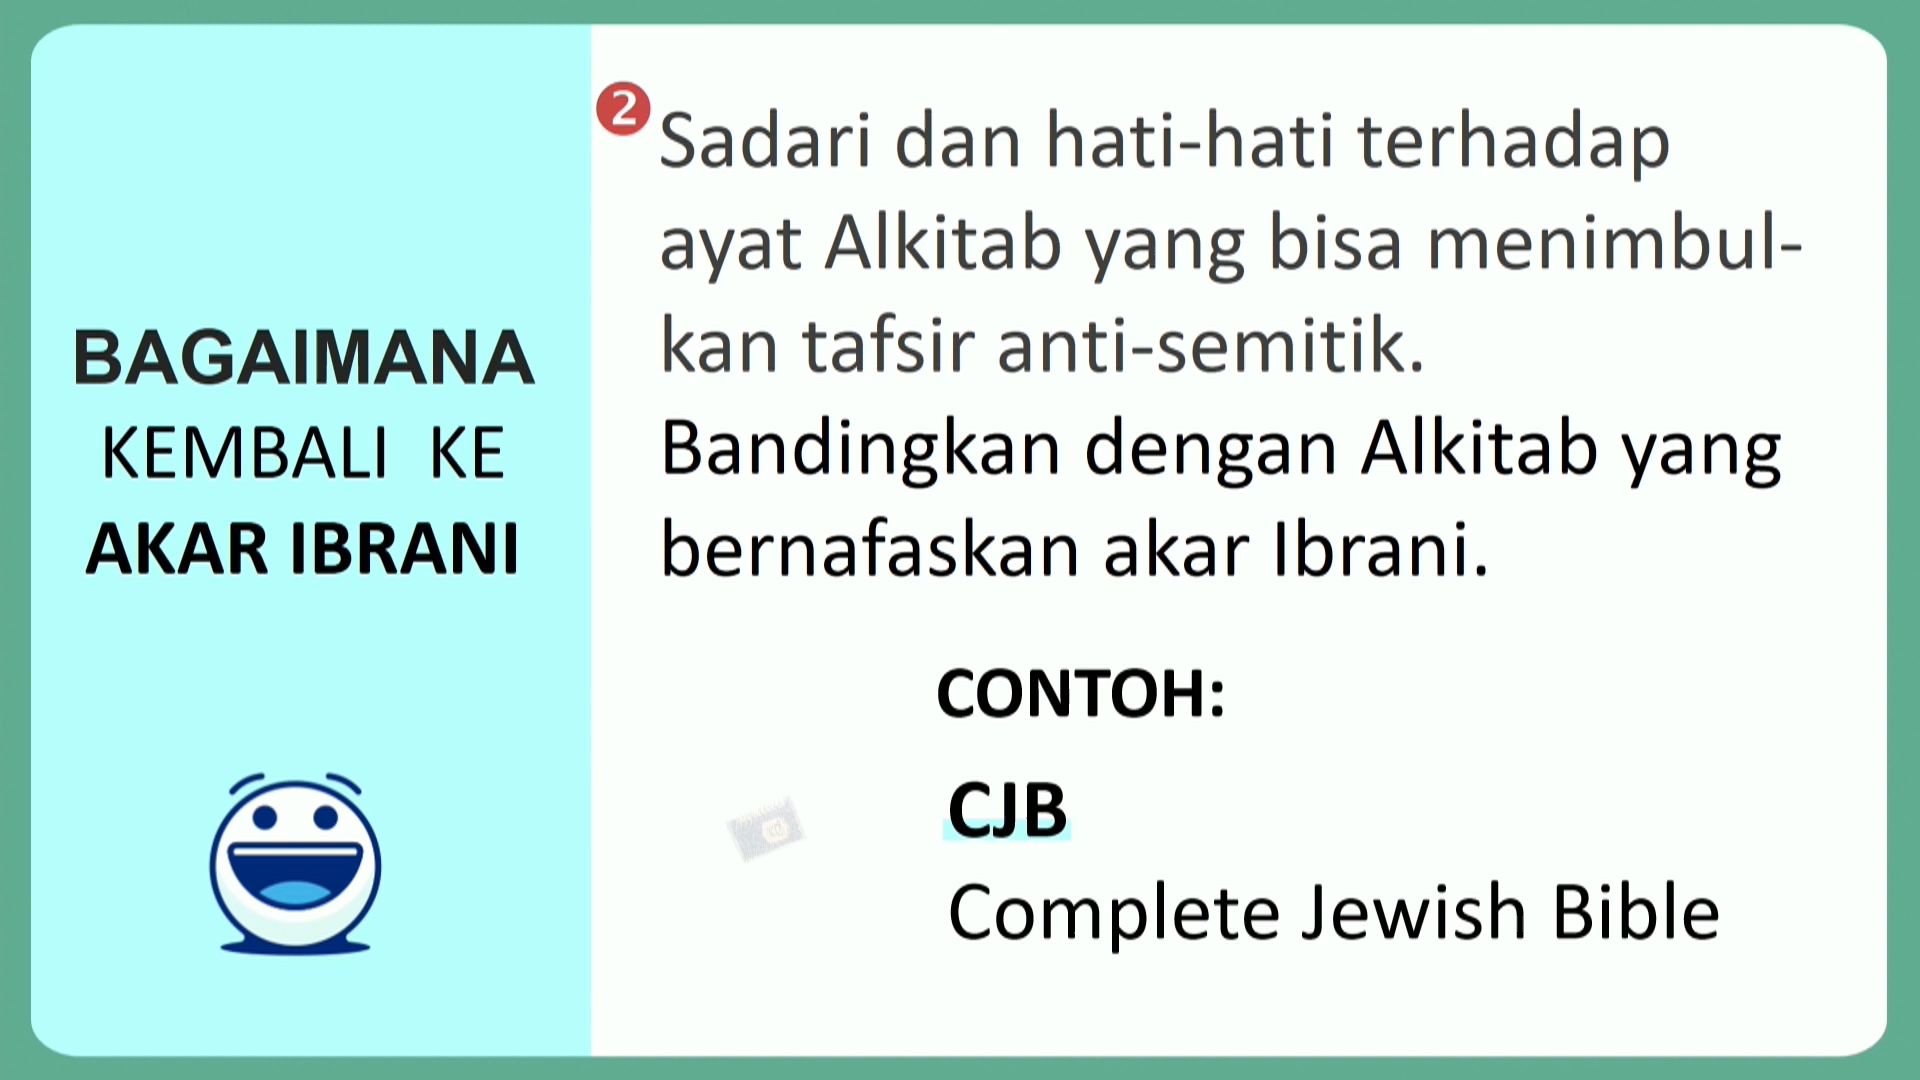 BAGAIMANA
KEMBALI KE
AKAR IBRANI
2
Sadari dan hati-hati terhadap
ayat Alkitab yang bisa menimbul-
kan tafsir anti-semitik.
Bandingkan dengan Alkitab yang
bernafaskan akar Ibrani.
CONTOH:
CJB
Complete Jewish Bible